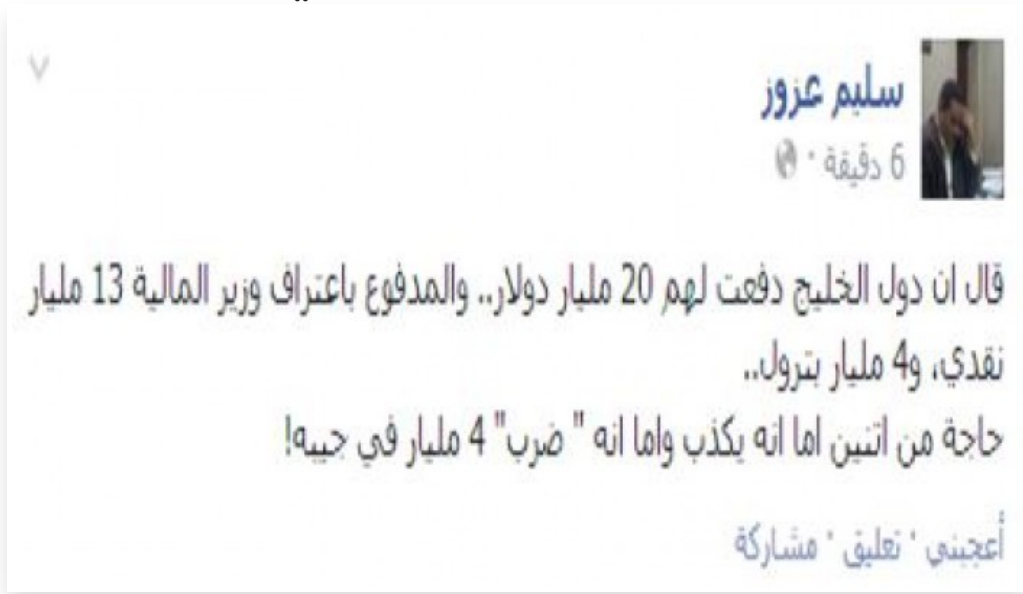 سليم عزوز
6 دقيقة ·
قال ان دول الخليج دفعت لهم 20 مليار دولار.. والمدفوع باعتراف وزير المالية 13 مليار
نقدي، و4 مليار بترول..
حاجة من اتنين اما انه يكذب واما انه " ضرب" 4 مليار في جيبه!
أعجبني · تعليق · مشاركة